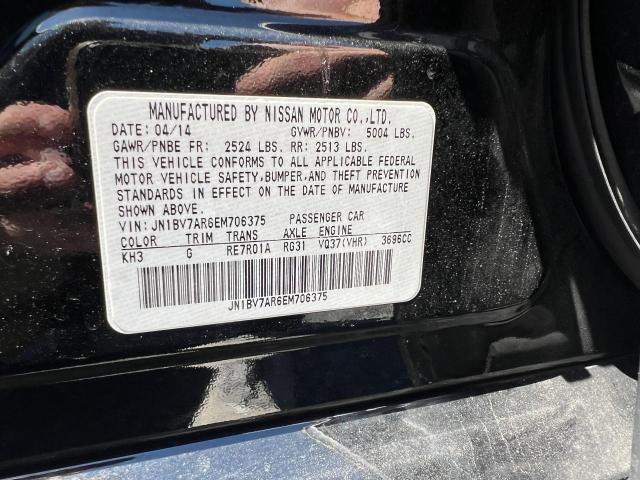 MANUFACTURED BY NISSAN MOTOR CO.,LTD.
DATE: 04/14 GVWR/PNBV: 5004 LBS.
GAWR/PNBE FR: 2524 LBS. RR: 2513 LBS.
THIS VEHICLE CONFORMS TO ALL APPLICABLE FEDERAL
MOTOR VEHICLE SAFETY,BUMPER,AND THEFT PREVENTION
STANDARDS IN EFFECT ON THE DATE OF MANUFACTURE
SHOWN ABOVE.
VIN: JN1BV7AR6EM706375 PASSENGER CAR
COLOR TRIM TRANS AXLE ENGINE
KH3 G RE7R01A RG31 VQ37(VHR) 3696CC
JN1BV7AR6EM706375